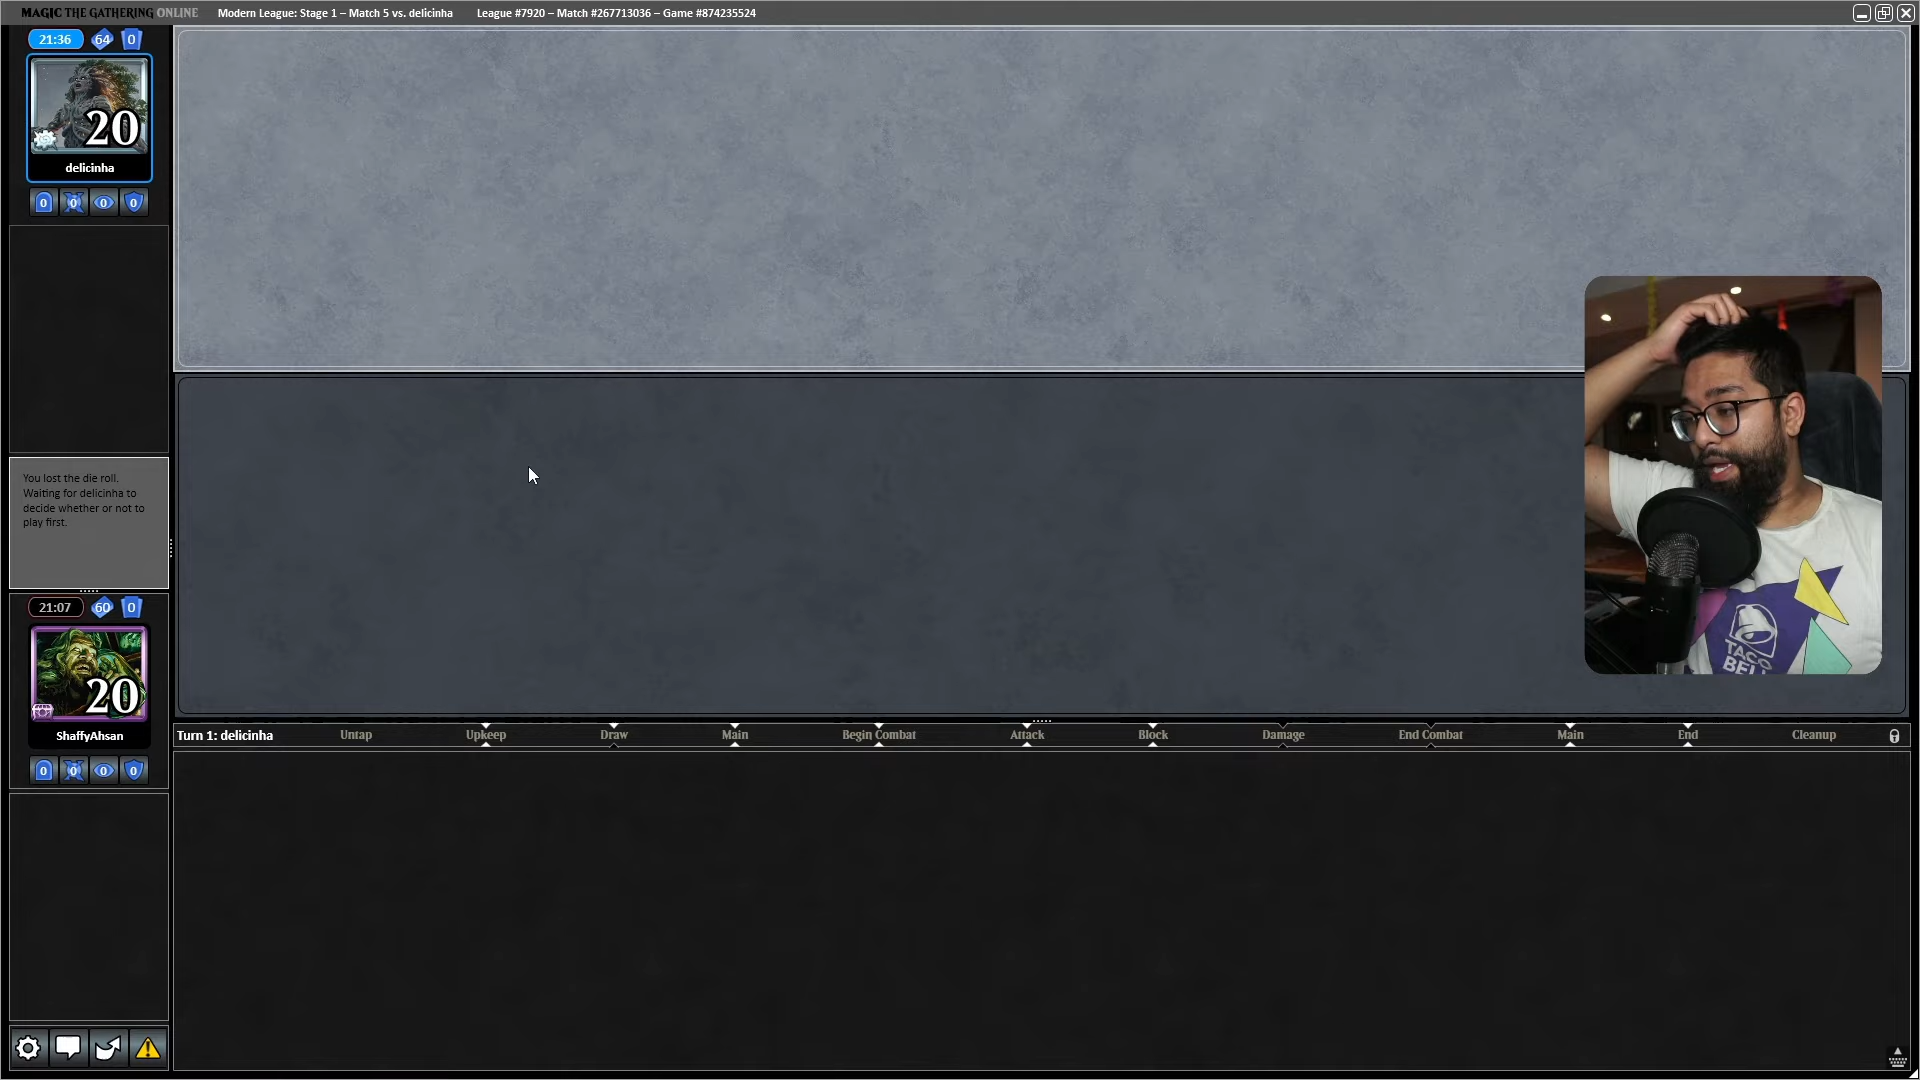 MAGIC THE GATHERING ONLINE
Modern League: Stage 1 – Match 5 vs. delicinha
League #7920 – Match #267713036 – Game #874235524
21:36
64
0
20
delicinha
0
0
0
0
You lost the die roll.
Waiting for delicinha to
decide whether or not to
play first.
21:07
60
0
20
ShaffyAhsan
0
0
0
0
Turn 1: delicinha
Untap
Upkeep
Draw
Main
Begin Combat
Attack
Block
Damage
End Combat
Main
End
Cleanup
TACO
BELL